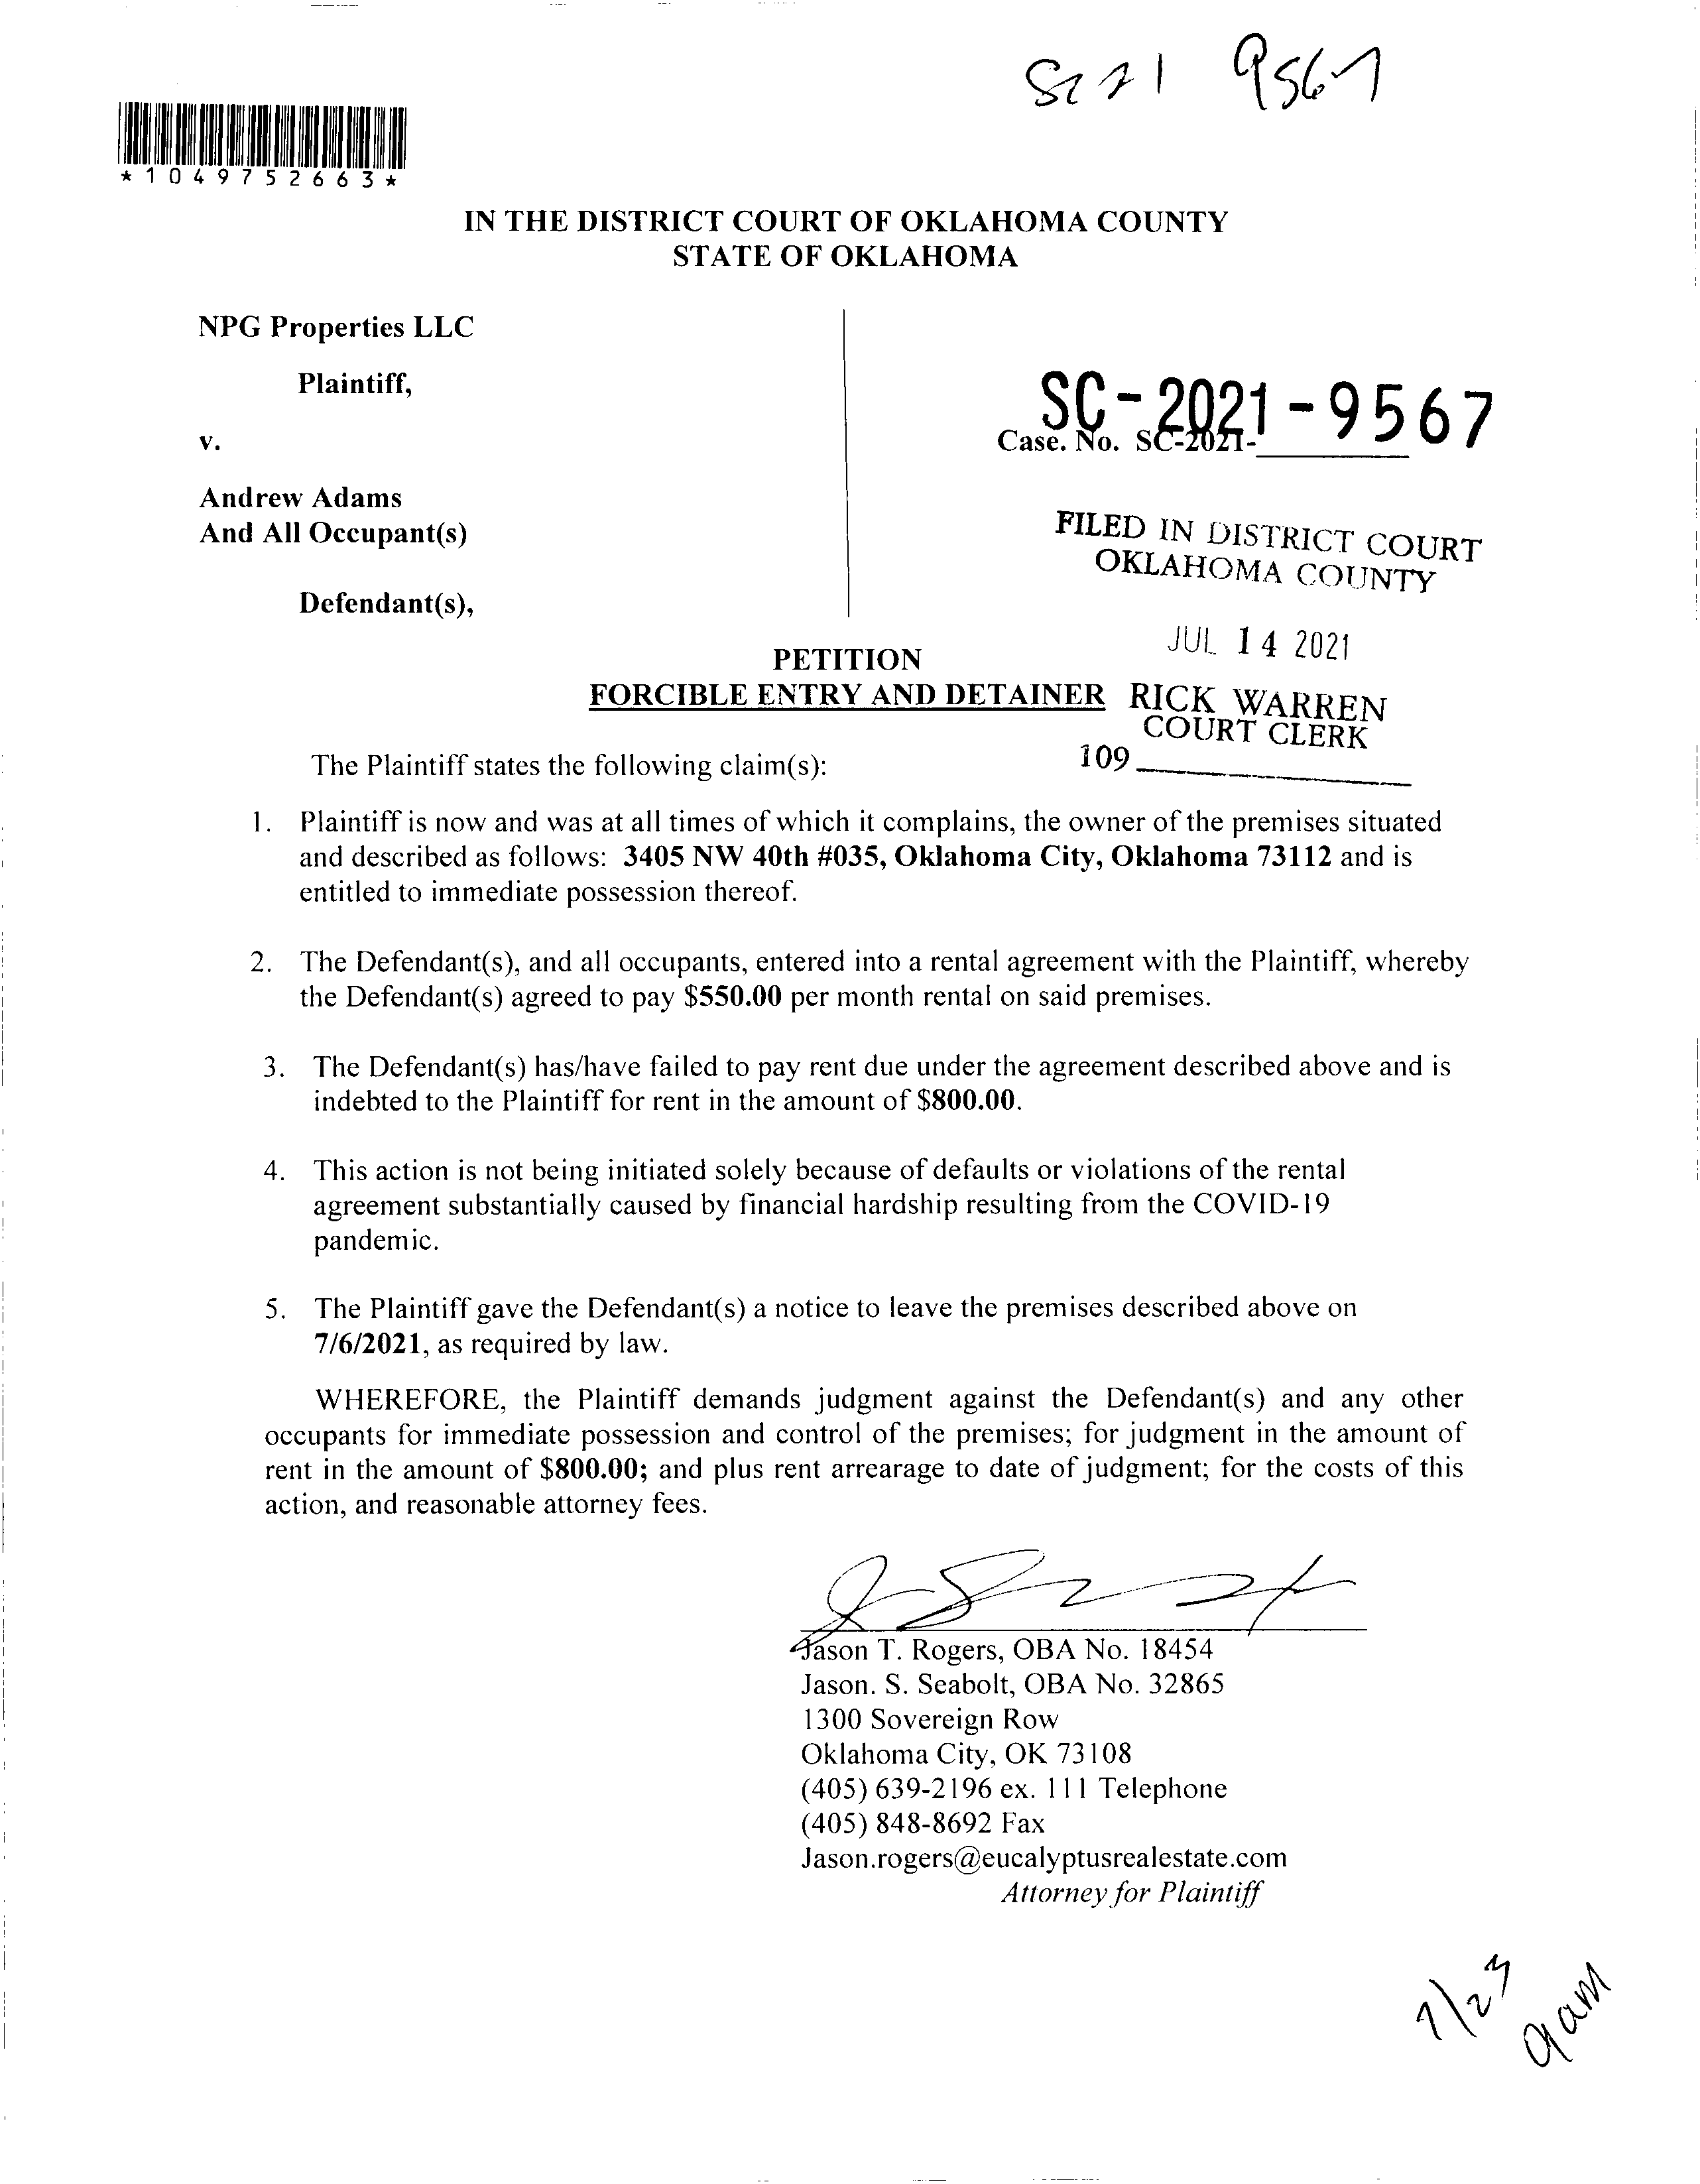 SC 21 9567
*1049752663*
IN THE DISTRICT COURT OF OKLAHOMA COUNTY
STATE OF OKLAHOMA
NPG Properties LLC
Plaintiff,
v.
Andrew Adams
And All Occupant(s)
Defendant(s),
SC-2021-9567
Case. No. SC-2021-
FILED IN DISTRICT COURT
OKLAHOMA COUNTY
JUL 14 2021
RICK WARREN
COURT CLERK
109
PETITION
FORCIBLE ENTRY AND DETAINER
The Plaintiff states the following claim(s):
1. Plaintiff is now and was at all times of which it complains, the owner of the premises situated
and described as follows: 3405 NW 40th #035, Oklahoma City, Oklahoma 73112 and is
entitled to immediate possession thereof.
2. The Defendant(s), and all occupants, entered into a rental agreement with the Plaintiff, whereby
the Defendant(s) agreed to pay $550.00 per month rental on said premises.
3. The Defendant(s) has/have failed to pay rent due under the agreement described above and is
indebted to the Plaintiff for rent in the amount of $800.00.
4. This action is not being initiated solely because of defaults or violations of the rental
agreement substantially caused by financial hardship resulting from the COVID-19
pandemic.
5. The Plaintiff gave the Defendant(s) a notice to leave the premises described above on
7/6/2021, as required by law.
WHEREFORE, the Plaintiff demands judgment against the Defendant(s) and any other
occupants for immediate possession and control of the premises; for judgment in the amount of
rent in the amount of $800.00; and plus rent arrearage to date of judgment; for the costs of this
action, and reasonable attorney fees.
Jason T. Rogers, OBA No. 18454
Jason. S. Seabolt, OBA No. 32865
1300 Sovereign Row
Oklahoma City, OK 73108
(405) 639-2196 ex. 111 Telephone
(405) 848-8692 Fax
Jason.rogers@eucalyptusrealestate.com
Attorney for Plaintiff
7/23
9am